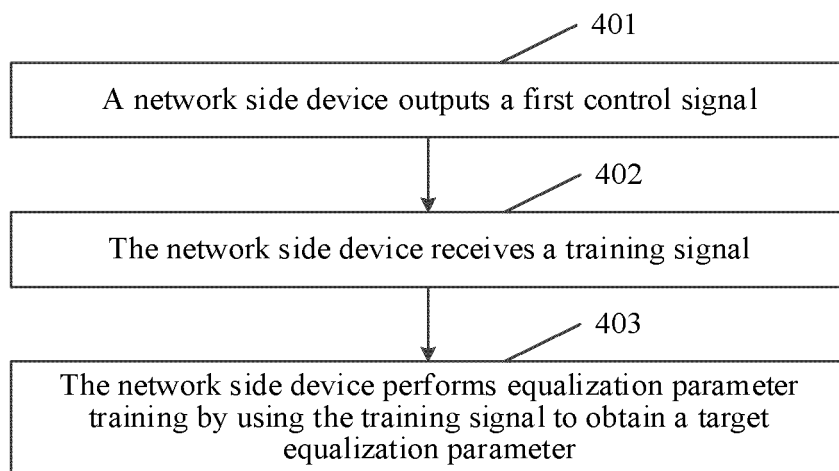 401
A network side device outputs a first control signal
402
The network side device receives a training signal
403
The network side device performs equalization parameter
training by using the training signal to obtain a target
equalization parameter